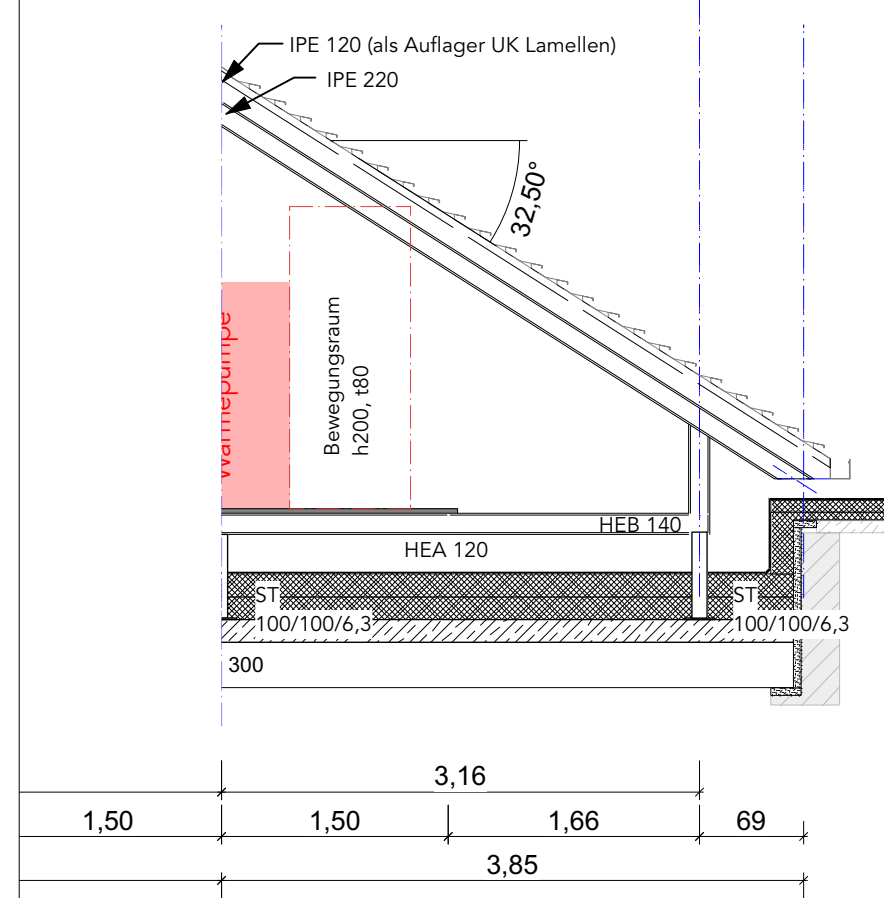 IPE 120 (als Auflager UK Lamellen)
IPE 220
32,50°
Wärmepumpe
Bewegungsraum
h200, t80
HEB 140
HEA 120
ST
100/100/6,3
ST
100/100/6,3
300
3,16
1,50
1,50
1,66
69
3,85